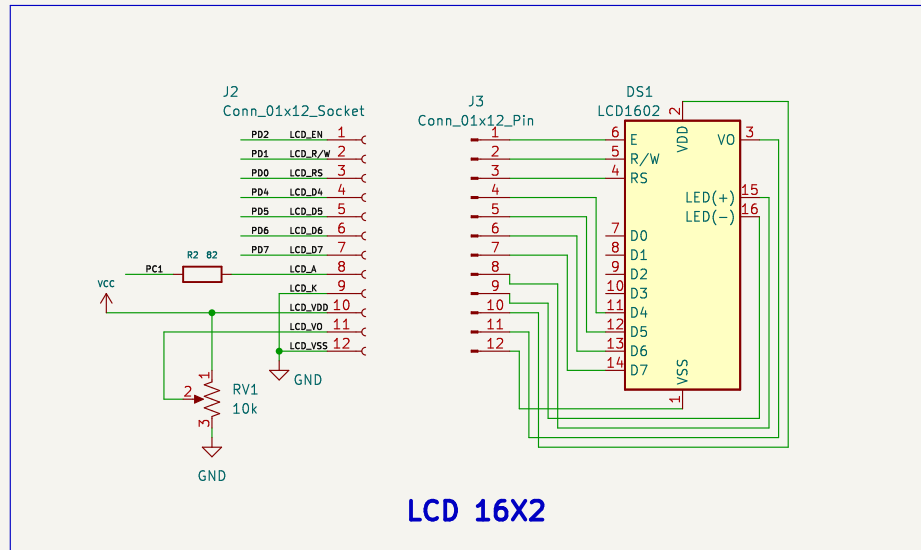 J2
Conn_01x12_Socket
PD2 LCD_EN 1
PD1 LCD_R/W 2
PD0 LCD_RS 3
PD4 LCD_D4 4
PD5 LCD_D5 5
PD6 LCD_D6 6
PD7 LCD_D7 7
R2 82
PC1 LCD_A 8
LCD_K 9
VCC
LCD_VDD 10
LCD_VO 11
LCD_VSS 12
GND
1
2
3
RV1
10k
GND
J3
Conn_01x12_Pin
1
2
3
4
5
6
7
8
9
10
11
12
DS1
LCD1602
2
VDD
6 E
5 R/W
4 RS
VO 3
LED(+) 15
LED(-) 16
7 D0
8 D1
9 D2
10 D3
11 D4
12 D5
13 D6
14 D7
VSS
1
LCD 16X2